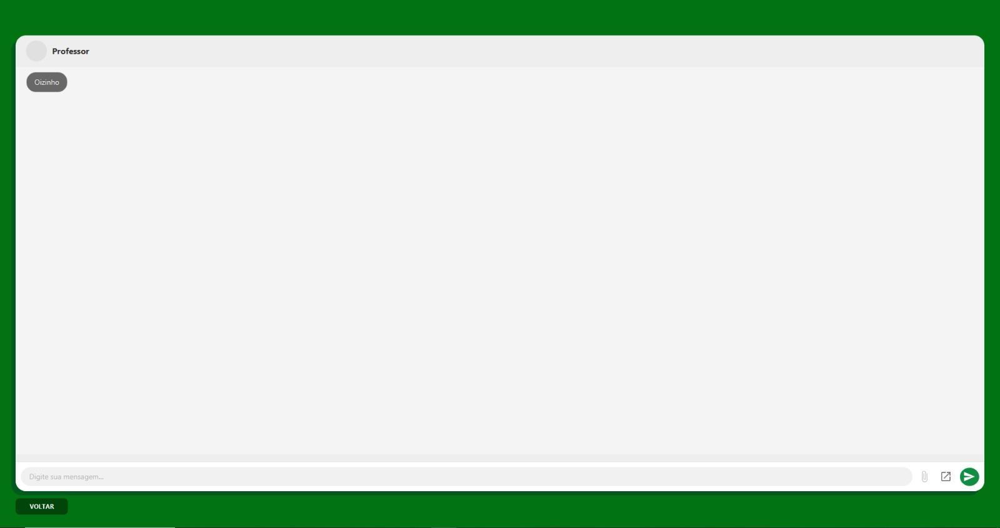 Professor
Oizinho
Digite sua mensagem...
VOLTAR